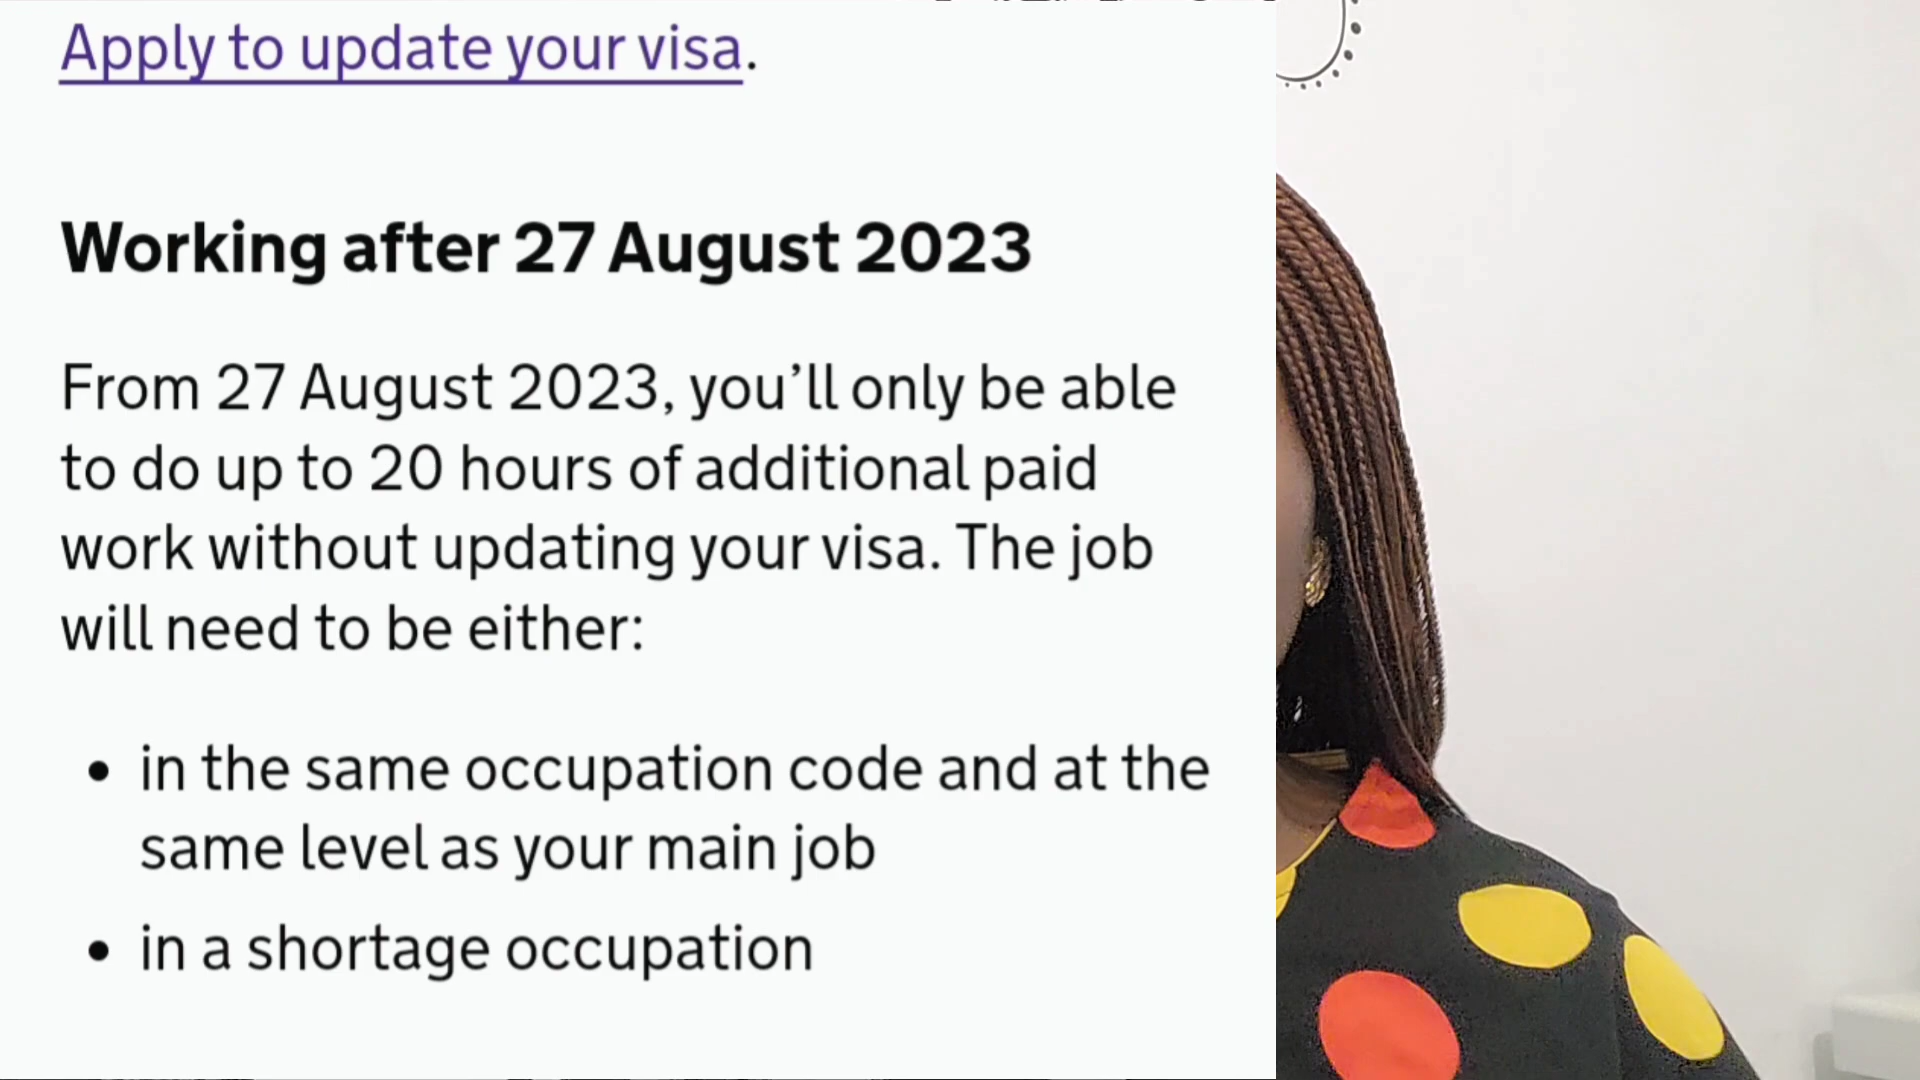 Apply to update your visa.
Working after 27 August 2023
From 27 August 2023, you’ll only be able
to do up to 20 hours of additional paid
work without updating your visa. The job
will need to be either:
• in the same occupation code and at the
same level as your main job
• in a shortage occupation